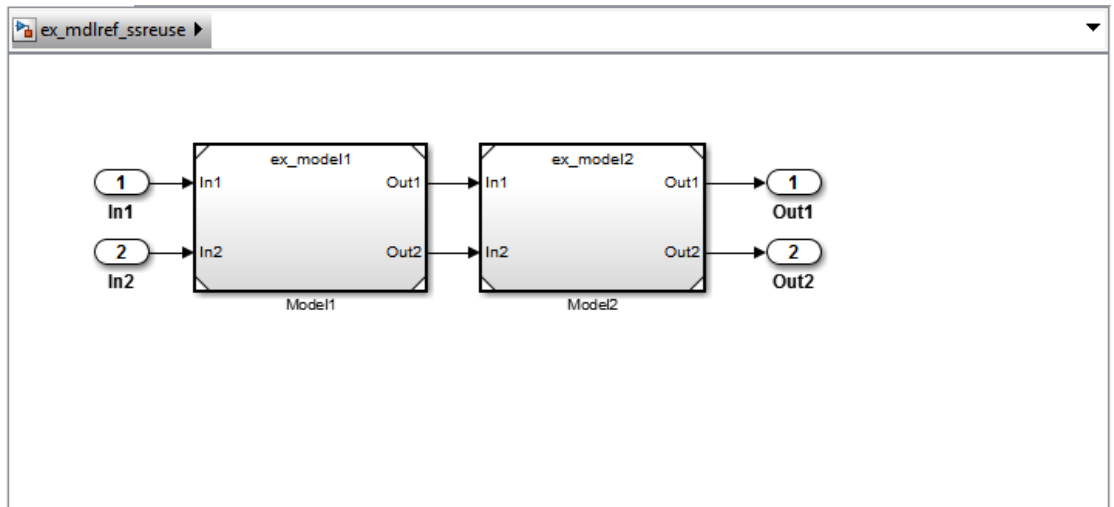 ex_mdlref_ssreuse
ex_model1 ex_model2
1 In1 Out1 In1 Out1 1
In1 Out1
2 In2 Out2 In2 Out2 2
In2 Out2
Model1 Model2